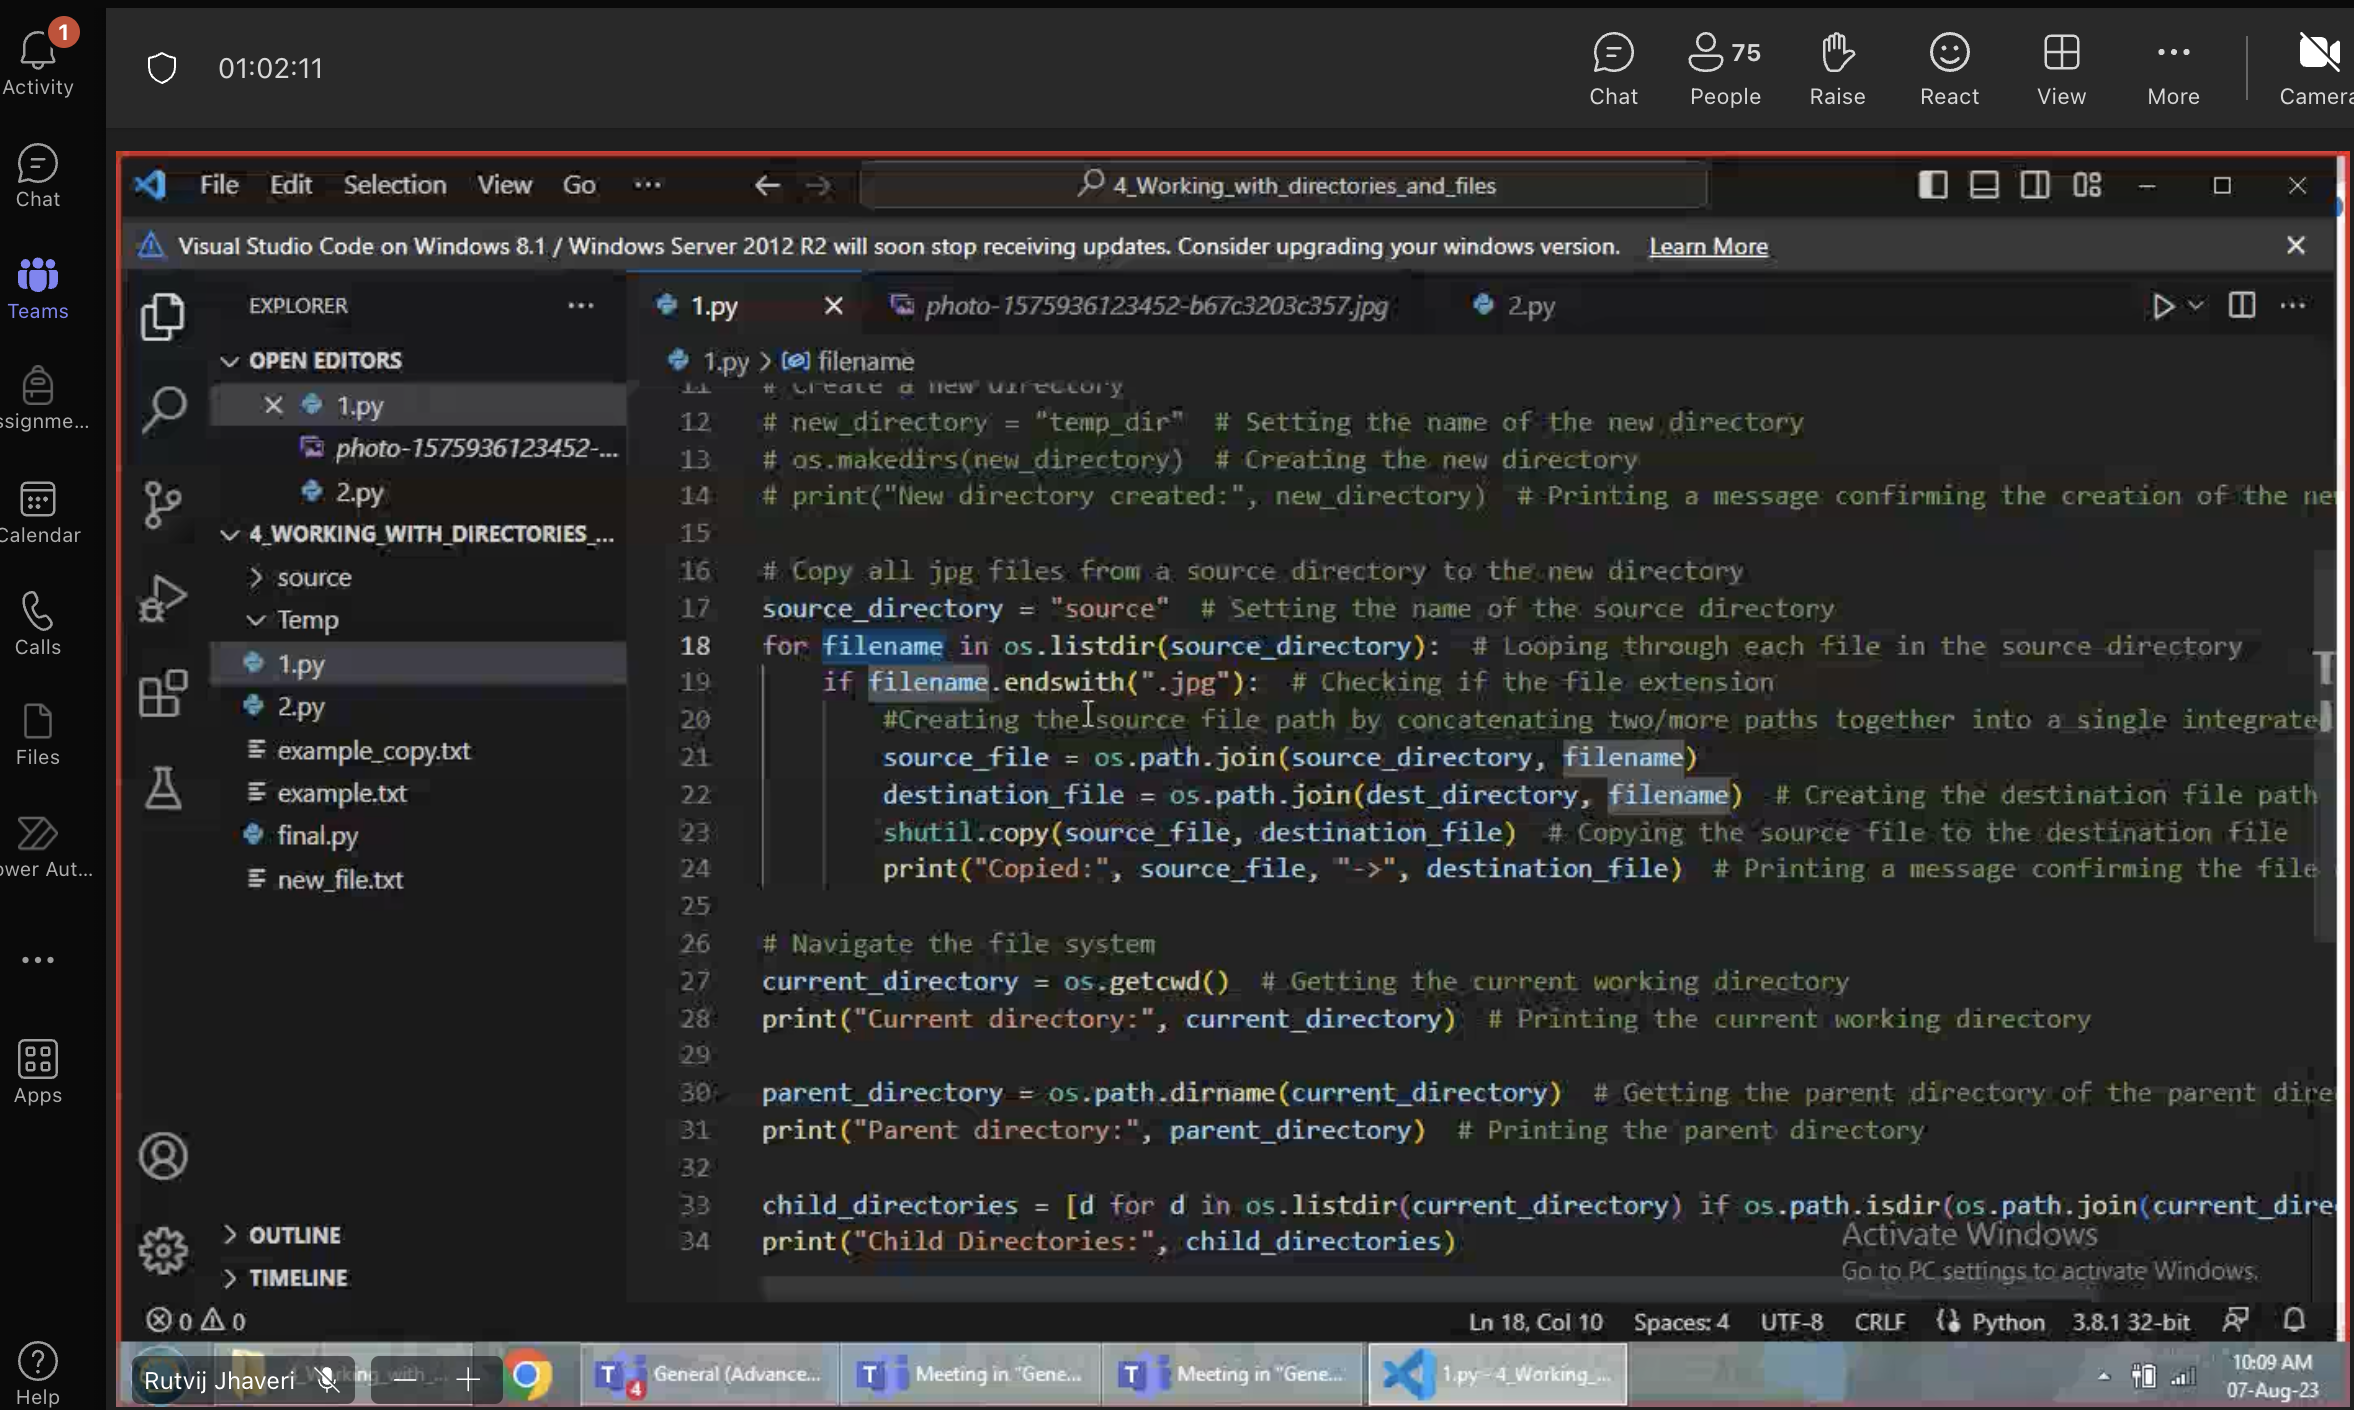 1
Activity
Chat
Teams
ssignme...
Calendar
Calls
Files
ower Aut...
Apps
Help
01:02:11
Chat
75
People
Raise
React
View
More
Camera
File Edit Selection View Go ...
4_Working_with_directories_and_files
Visual Studio Code on Windows 8.1 / Windows Server 2012 R2 will soon stop receiving updates. Consider upgrading your windows version. Learn More
EXPLORER
OPEN EDITORS
1.py
photo-1575936123452-...
2.py
4_WORKING_WITH_DIRECTORIES_...
source
Temp
1.py
2.py
example_copy.txt
example.txt
final.py
new_file.txt
OUTLINE
TIMELINE
1.py photo-1575936123452-b67c3203c357.jpg 2.py
1.py > filename
11 # Create a new directory
12 # new_directory = "temp_dir" # Setting the name of the new directory
13 # os.makedirs(new_directory) # Creating the new directory
14 # print("New directory created:", new_directory) # Printing a message confirming the creation of the ne
15
16 # Copy all jpg files from a source directory to the new directory
17 source_directory = "source" # Setting the name of the source directory
18 for filename in os.listdir(source_directory): # Looping through each file in the source directory
19 if filename.endswith(".jpg"): # Checking if the file extension
20 #Creating the source file path by concatenating two/more paths together into a single integrate
21 source_file = os.path.join(source_directory, filename)
22 destination_file = os.path.join(dest_directory, filename) # Creating the destination file path
23 shutil.copy(source_file, destination_file) # Copying the source file to the destination file
24 print("Copied:", source_file, "->", destination_file) # Printing a message confirming the file
25
26 # Navigate the file system
27 current_directory = os.getcwd() # Getting the current working directory
28 print("Current directory:", current_directory) # Printing the current working directory
29
30 parent_directory = os.path.dirname(current_directory) # Getting the parent directory of the parent dire
31 print("Parent directory:", parent_directory) # Printing the parent directory
32
33 child_directories = [d for d in os.listdir(current_directory) if os.path.isdir(os.path.join(current_dire
34 print("Child Directories:", child_directories)
Activate Windows
Go to PC settings to activate Windows.
0 0
Ln 18, Col 10 Spaces: 4 UTF-8 CRLF Python 3.8.1 32-bit
Rutvij Jhaveri
4
General (Advance...
Meeting in "Gene...
Meeting in "Gene...
1.py - 4_Working_...
10:09 AM
07-Aug-23